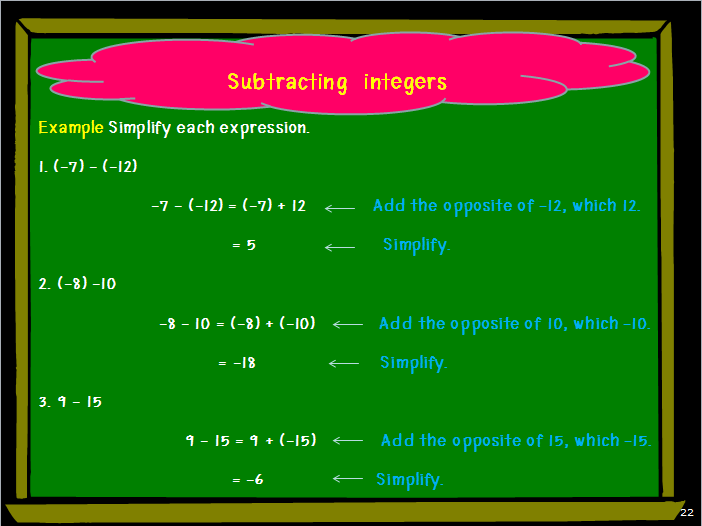 Subtracting integers
Example Simplify each expression.
1. (-7) - (-12)
-7 - (-12) = (-7) + 12 ← Add the opposite of -12, which 12.
= 5 ← Simplify.
2. (-8) -10
-8 - 10 = (-8) + (-10) ← Add the opposite of 10, which -10.
= -18 ← Simplify.
3. 9 - 15
9 - 15 = 9 + (-15) ← Add the opposite of 15, which -15.
= -6 ← Simplify.
22